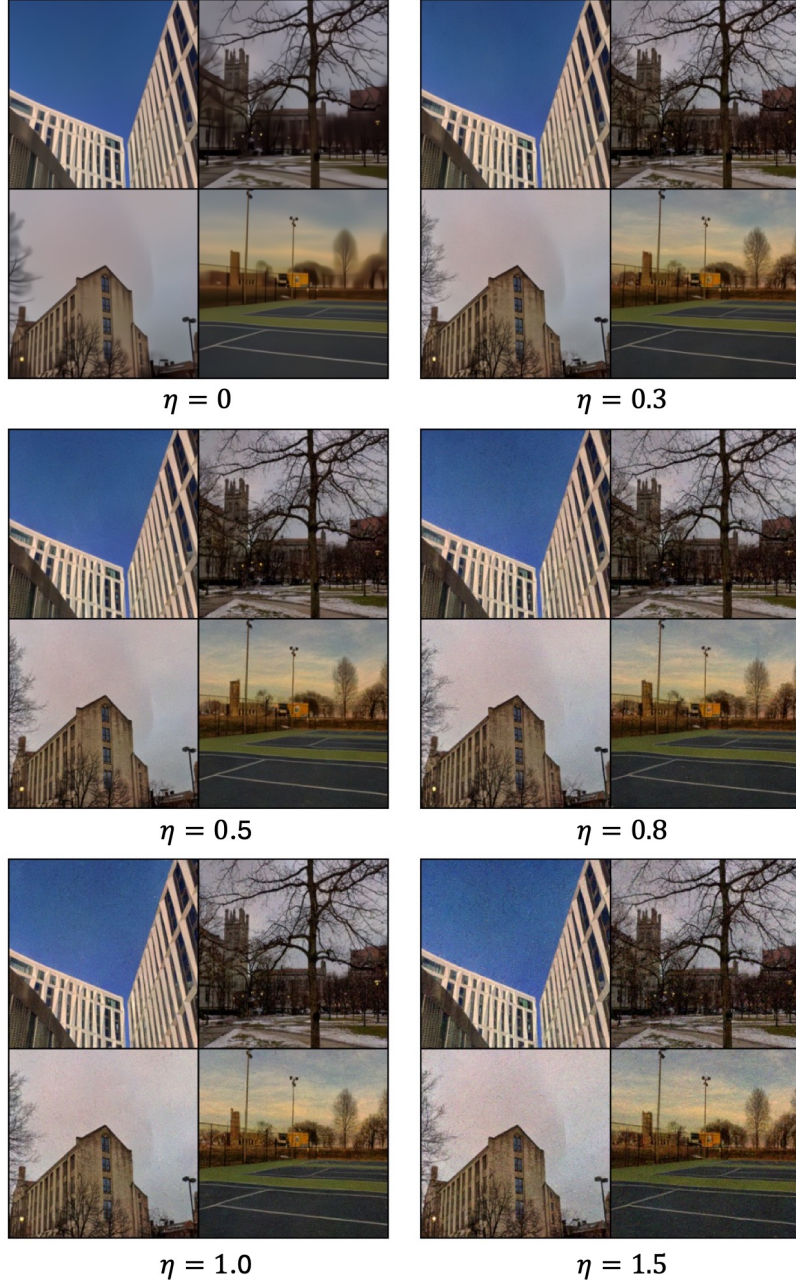 η = 0
η = 0.3
η = 0.5
η = 0.8
η = 1.0
η = 1.5